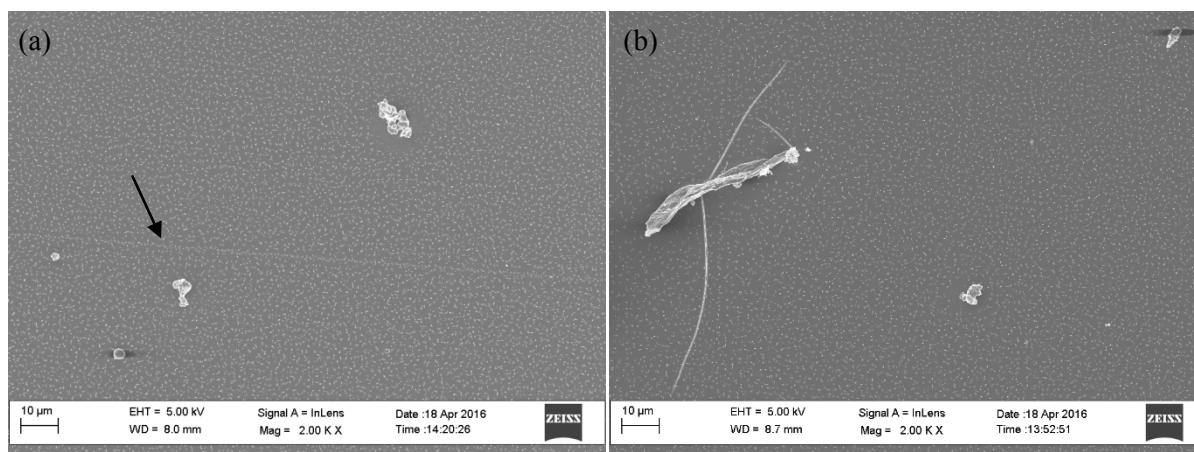 (a)
10 µm
EHT = 5.00 kV
WD = 8.0 mm
Signal A = InLens
Mag = 2.00 K X
Date :18 Apr 2016
Time :14:20:26
ZEISS
(b)
10 µm
EHT = 5.00 kV
WD = 8.7 mm
Signal A = InLens
Mag = 2.00 K X
Date :18 Apr 2016
Time :13:52:51
ZEISS